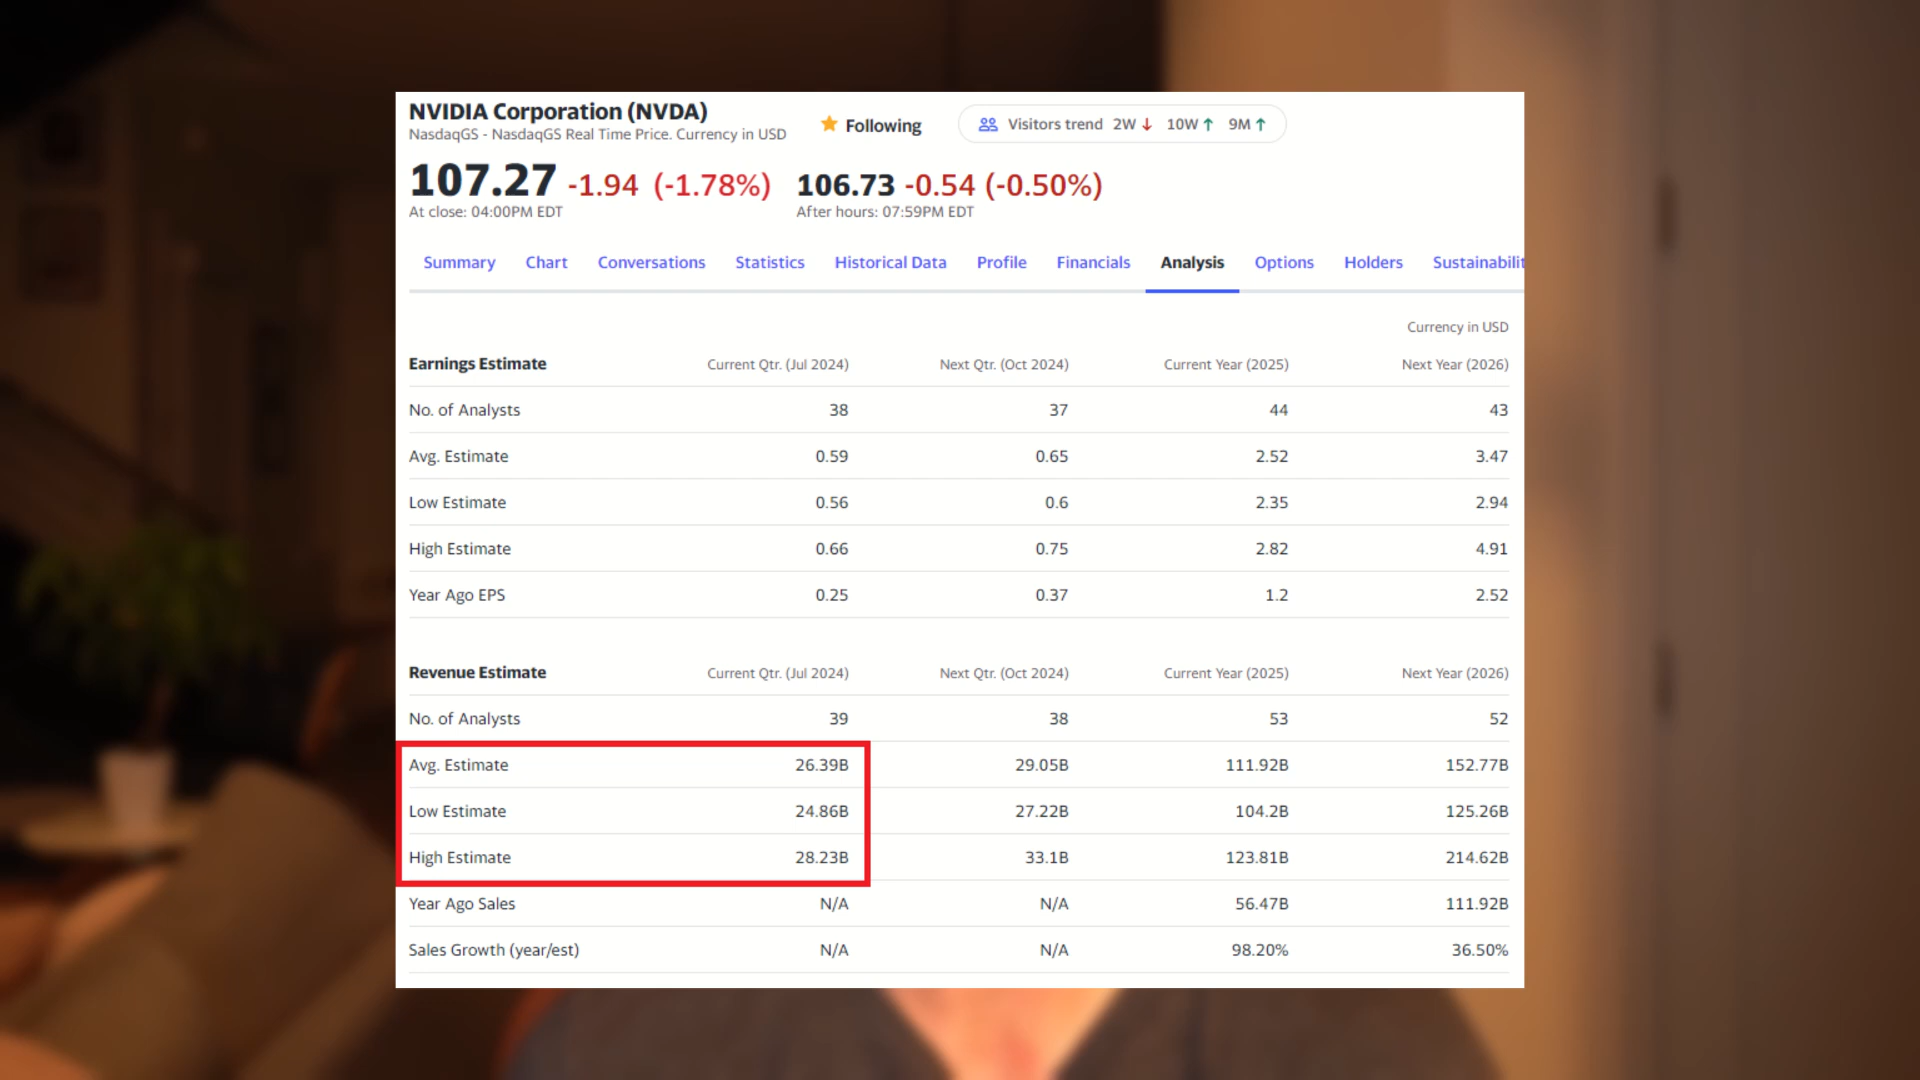 NVIDIA Corporation (NVDA)
NasdaqGS - NasdaqGS Real Time Price. Currency in USD
Following
Visitors trend 2W ↓ 10W ↑ 9M ↑
107.27 -1.94 (-1.78%) 106.73 -0.54 (-0.50%)
At close: 04:00PM EDT After hours: 07:59PM EDT
Summary Chart Conversations Statistics Historical Data Profile Financials Analysis Options Holders Sustainabilit
Currency in USD
Earnings Estimate Current Qtr. (Jul 2024) Next Qtr. (Oct 2024) Current Year (2025) Next Year (2026)
No. of Analysts 38 37 44 43
Avg. Estimate 0.59 0.65 2.52 3.47
Low Estimate 0.56 0.6 2.35 2.94
High Estimate 0.66 0.75 2.82 4.91
Year Ago EPS 0.25 0.37 1.2 2.52
Revenue Estimate Current Qtr. (Jul 2024) Next Qtr. (Oct 2024) Current Year (2025) Next Year (2026)
No. of Analysts 39 38 53 52
Avg. Estimate 26.39B 29.05B 111.92B 152.77B
Low Estimate 24.86B 27.22B 104.2B 125.26B
High Estimate 28.23B 33.1B 123.81B 214.62B
Year Ago Sales N/A N/A 56.47B 111.92B
Sales Growth (year/est) N/A N/A 98.20% 36.50%